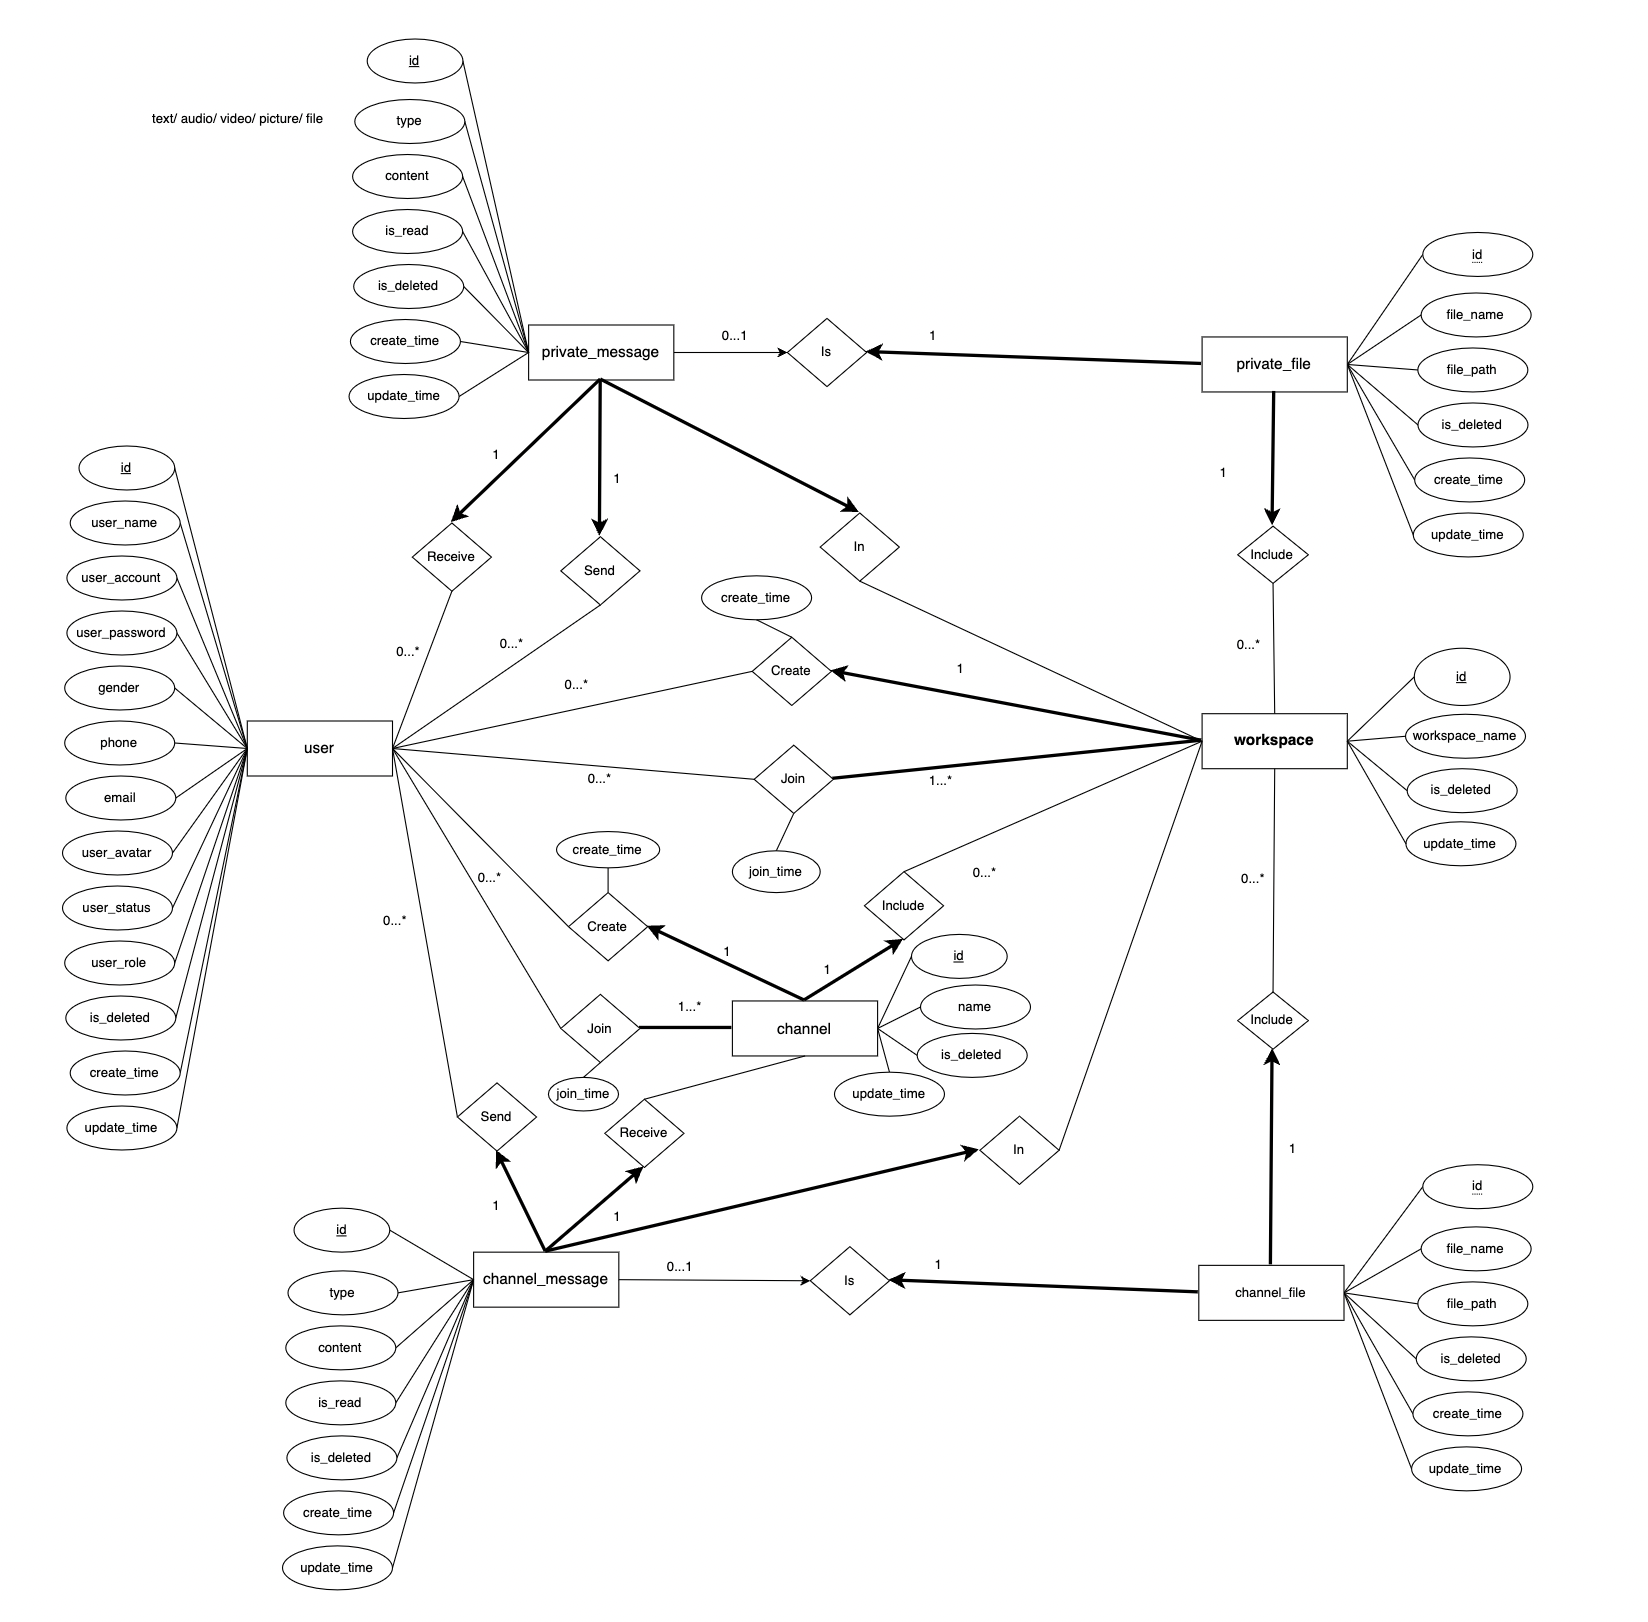 id
text/ audio/ video/ picture/ file
type
content
is_read
is_deleted
create_time
update_time
private_message
0...1
Is
1
private_file
id
file_name
file_path
is_deleted
create_time
update_time
1
1
1
Receive
Send
In
Include
0...*
0...*
0...*
id
user_name
user_account
user_password
gender
phone
email
user_avatar
user_status
user_role
is_deleted
create_time
update_time
user
create_time
0...*
Create
1
0...*
Join
1...*
join_time
workspace
id
workspace_name
is_deleted
update_time
create_time
0...*
Create
1
Include
0...*
1
0...*
0...*
Join
1...*
join_time
channel
id
name
is_deleted
update_time
Include
1
Send
Receive
In
1
1
id
type
content
is_read
is_deleted
create_time
update_time
channel_message
0...1
Is
1
channel_file
id
file_name
file_path
is_deleted
create_time
update_time